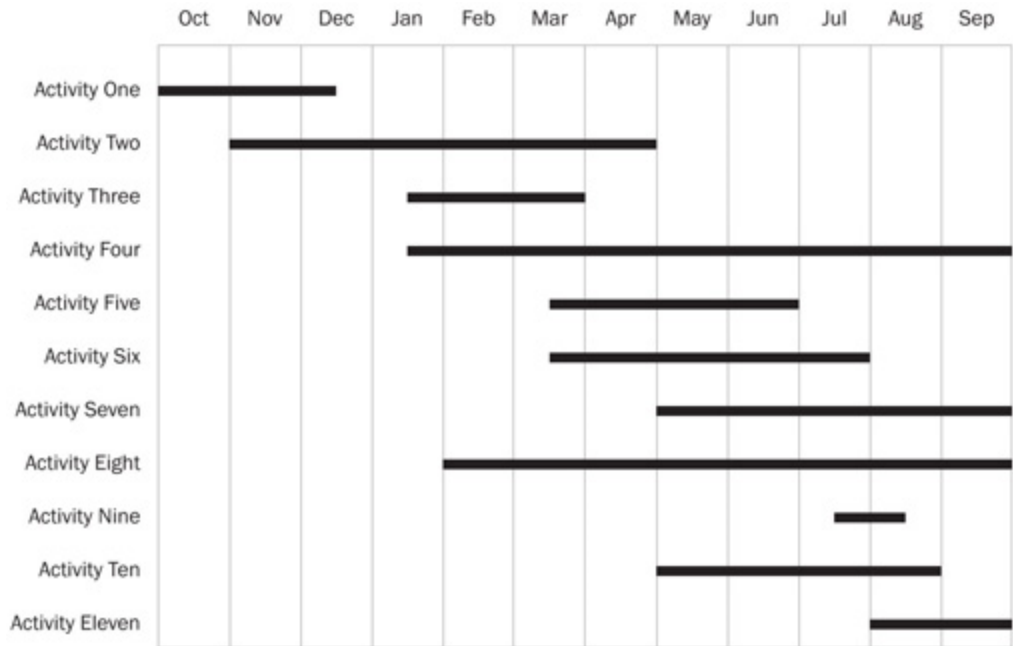 Oct Nov Dec Jan Feb Mar Apr May Jun Jul Aug Sep
Activity One
Activity Two
Activity Three
Activity Four
Activity Five
Activity Six
Activity Seven
Activity Eight
Activity Nine
Activity Ten
Activity Eleven